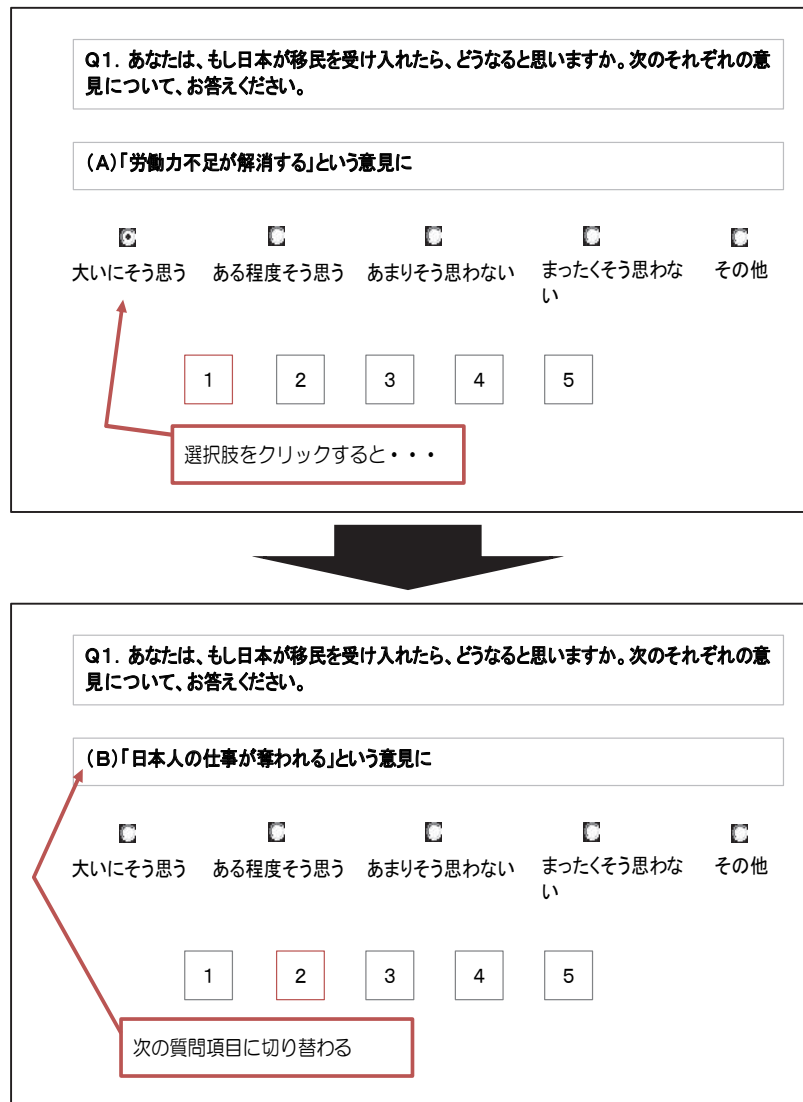 Q1. あなたは、もし日本が移民を受け入れたら、どうなると思いますか。次のそれぞれの意
見について、お答えください。
(A)「労働力不足が解消する」という意見に
大いにそう思う ある程度そう思う あまりそう思わない まったくそう思わな その他
い
1 2 3 4 5
選択肢をクリックすると・・・
Q1. あなたは、もし日本が移民を受け入れたら、どうなると思いますか。次のそれぞれの意
見について、お答えください。
(B)「日本人の仕事が奪われる」という意見に
大いにそう思う ある程度そう思う あまりそう思わない まったくそう思わな その他
い
1 2 3 4 5
次の質問項目に切り替わる